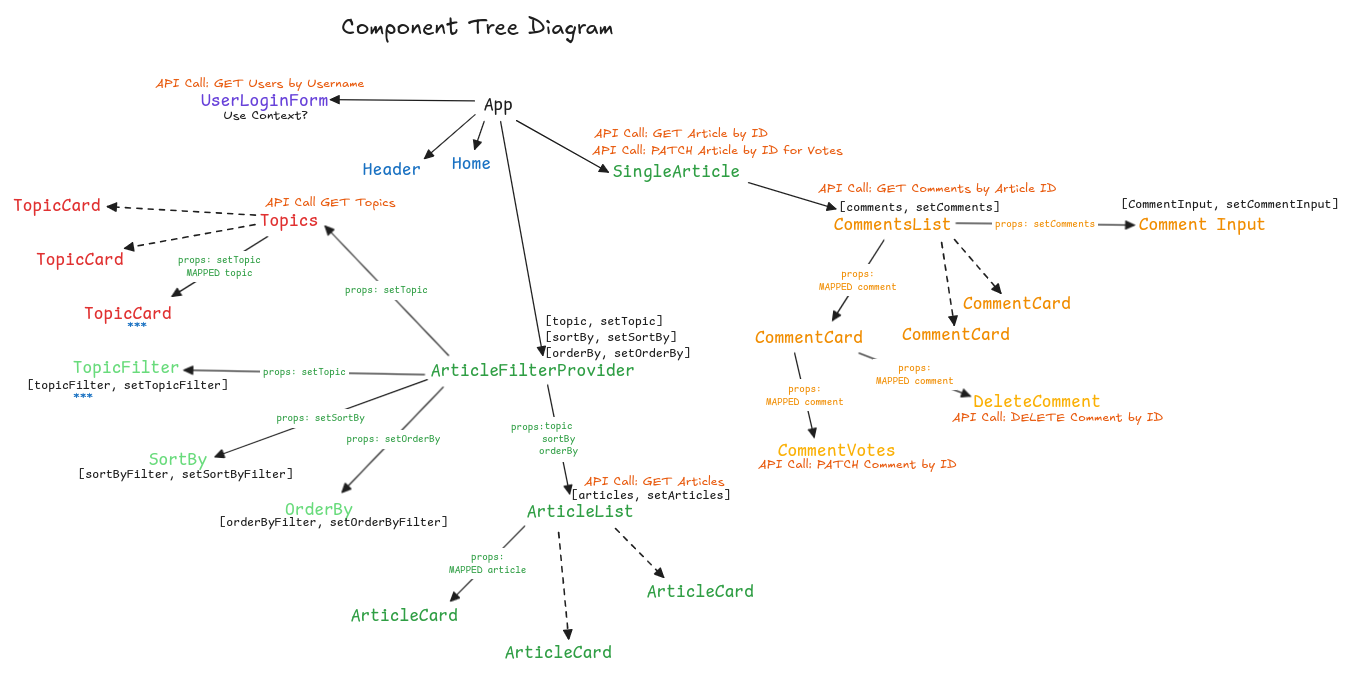 Component Tree Diagram
API Call: GET Users by Username
UserLoginForm
Use Context?
App
Header
Home
API Call: GET Article by ID
API Call: PATCH Article by ID for Votes
SingleArticle
API Call: GET Comments by Article ID
[comments, setComments]
CommentsList
props: setComments
[CommentInput, setCommentInput]
Comment Input
props:
MAPPED comment
CommentCard
CommentCard
CommentCard
props:
MAPPED comment
props:
MAPPED comment
DeleteComment
API Call: DELETE Comment by ID
CommentVotes
API Call: PATCH Comment by ID
API Call GET Topics
Topics
TopicCard
TopicCard
props: setTopic
MAPPED topic
TopicCard
***
props: setTopic
[topic, setTopic]
[sortBy, setSortBy]
[orderBy, setOrderBy]
ArticleFilterProvider
TopicFilter
props: setTopic
[topicFilter, setTopicFilter]
***
props: setSortBy
SortBy
[sortByFilter, setSortByFilter]
props: setOrderBy
OrderBy
[orderByFilter, setOrderByFilter]
props: topic
sortBy
orderBy
API Call: GET Articles
[articles, setArticles]
ArticleList
props:
MAPPED article
ArticleCard
ArticleCard
ArticleCard